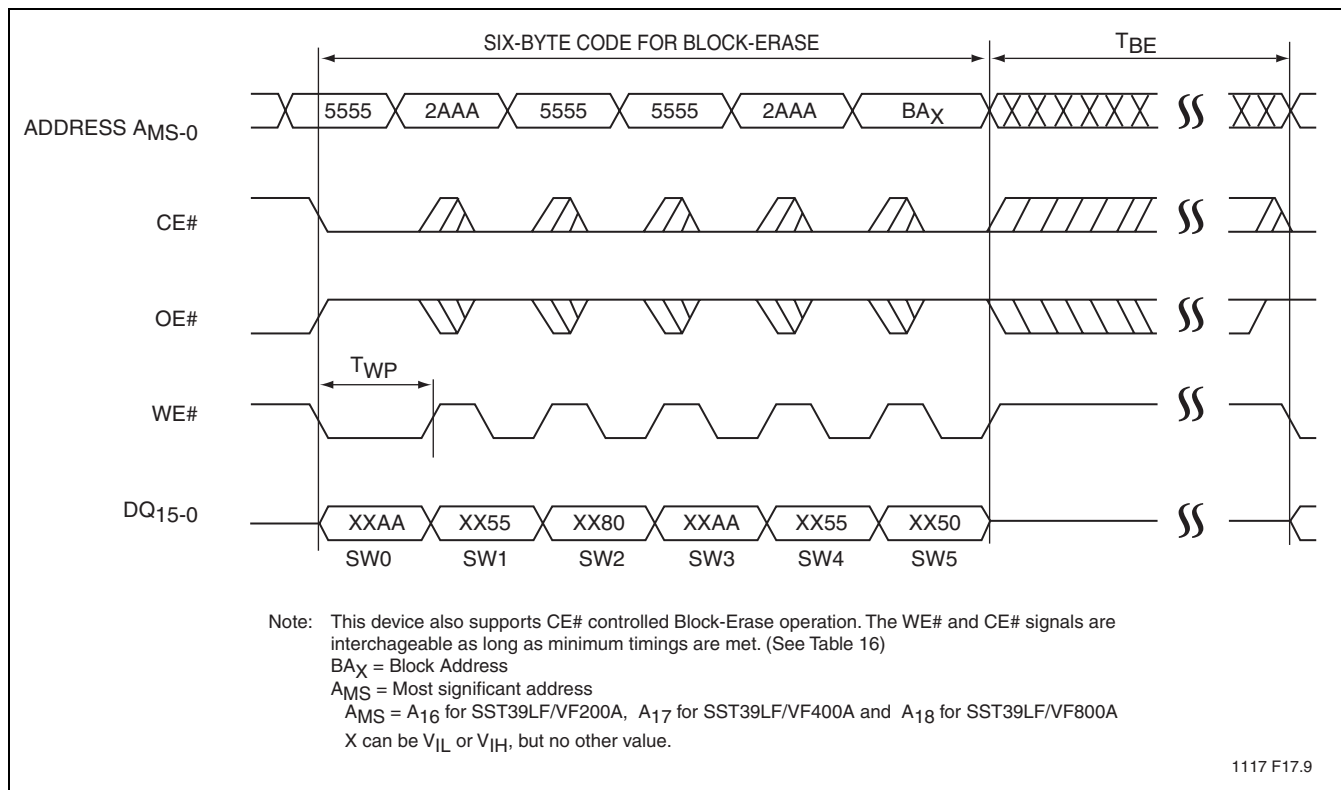 SIX-BYTE CODE FOR BLOCK-ERASE TBE
ADDRESS AMS-0 5555 2AAA 5555 5555 2AAA BAX
CE#
OE#
TWP
WE#
DQ15-0 XXAA XX55 XX80 XXAA XX55 XX50
SW0 SW1 SW2 SW3 SW4 SW5
Note: This device also supports CE# controlled Block-Erase operation. The WE# and CE# signals are
interchageable as long as minimum timings are met. (See Table 16)
BAX = Block Address
AMS = Most significant address
AMS = A16 for SST39LF/VF200A, A17 for SST39LF/VF400A and A18 for SST39LF/VF800A
X can be VIL or VIH, but no other value.
1117 F17.9